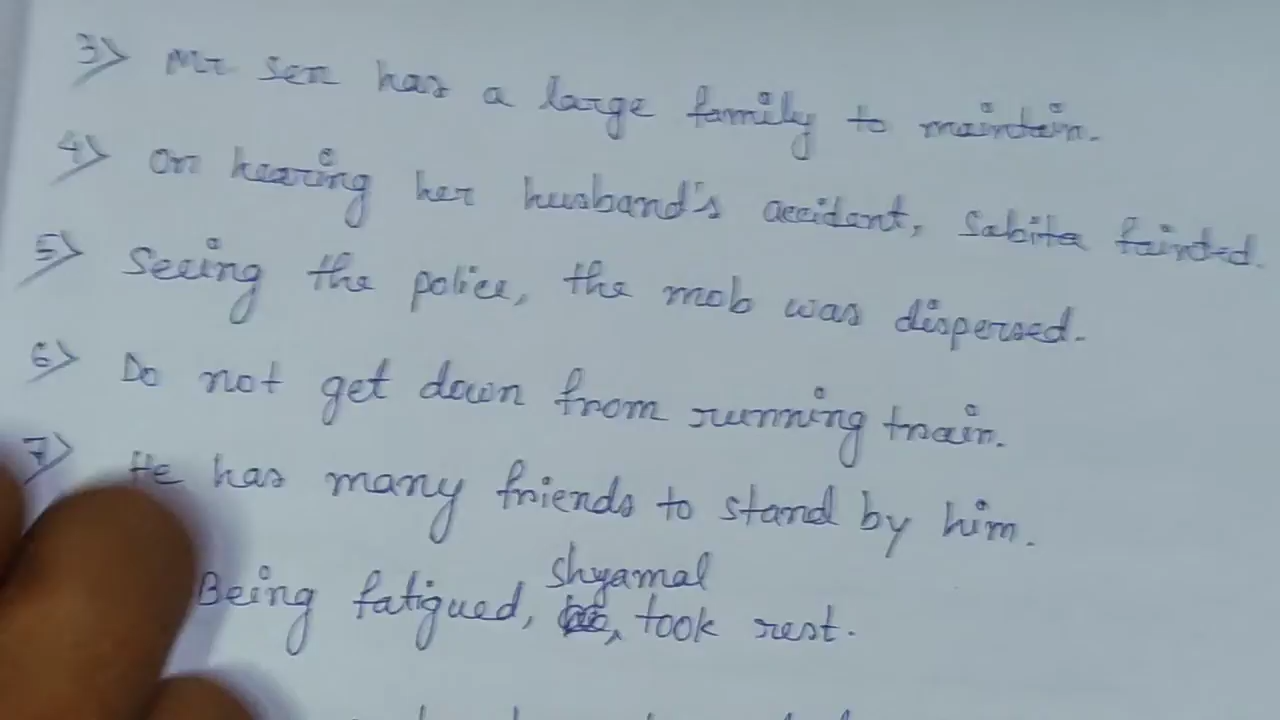 3) Mr Sen has a large family to maintain.
4) On hearing her husband's accident, Sabita fainted.
5) Seeing the police, the mob was dispersed.
6) Do not get down from running train.
7) He has many friends to stand by him.
Shyamal
Being fatigued, took rest.